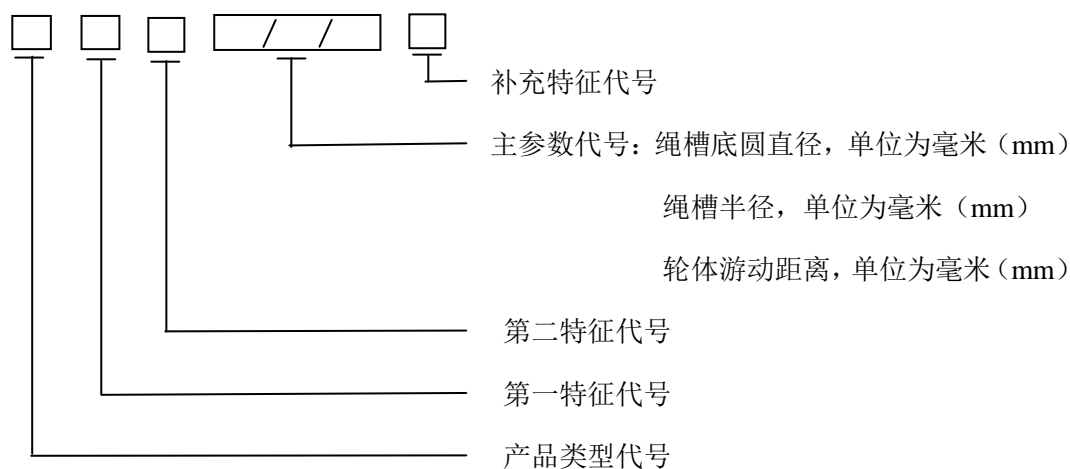 / /
补充特征代号
主参数代号：绳槽底圆直径，单位为毫米（mm）
绳槽半径，单位为毫米（mm）
轮体游动距离，单位为毫米（mm）
第二特征代号
第一特征代号
产品类型代号